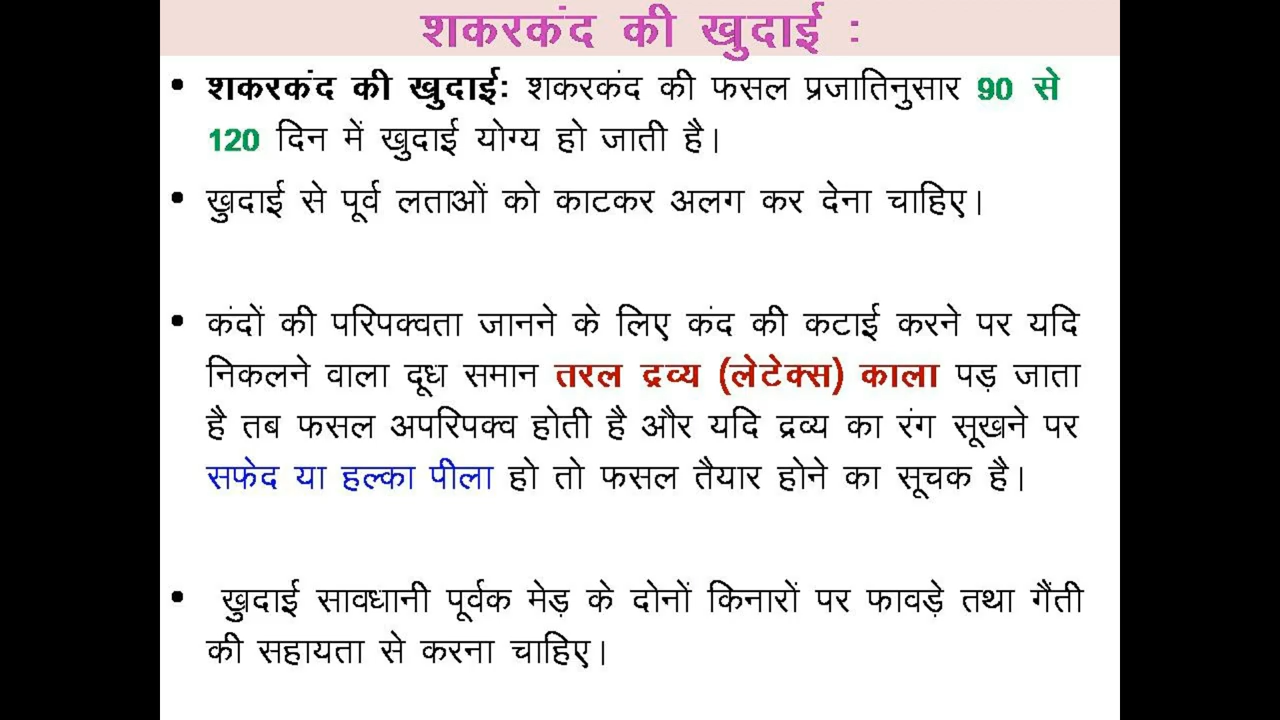 शकरकंद की खुदाई :
• शकरकंद की खुदाई: शकरकंद की फसल प्रजातिनुसार 90 से
120 दिन में खुदाई योग्य हो जाती है।
• खुदाई से पूर्व लताओं को काटकर अलग कर देना चाहिए।
• कंदों की परिपक्वता जानने के लिए कंद की कटाई करने पर यदि
निकलने वाला दूध समान तरल द्रव्य (लेटेक्स) काला पड़ जाता
है तब फसल अपरिपक्व होती है और यदि द्रव्य का रंग सूखने पर
सफेद या हल्का पीला हो तो फसल तैयार होने का सूचक है।
• खुदाई सावधानी पूर्वक मेड़ के दोनों किनारों पर फावड़े तथा गैंती
की सहायता से करना चाहिए।